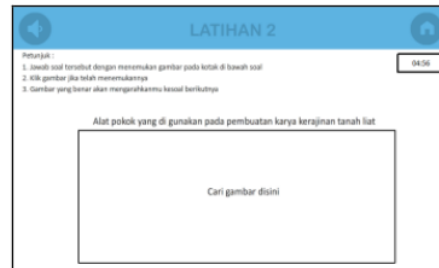 LATIHAN 2
Petunjuk :
1. Jawab soal tersebut dengan menemukan gambar pada kotak di bawah soal
2. Klik gambar jika telah menemukannya
3. Gambar yang benar akan mengarahkanmu kesoal berikutnya
04:56
Alat pokok yang di gunakan pada pembuatan karya kerajinan tanah liat
Cari gambar disini